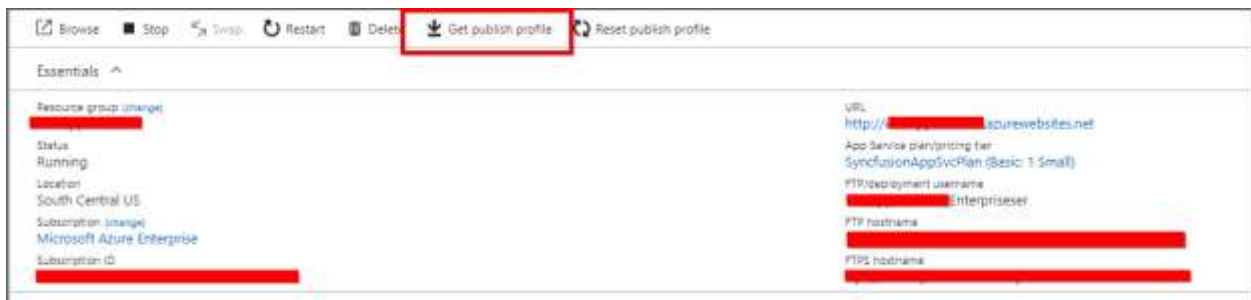 Browse Stop Swap Restart Delete Get publish profile Reset publish profile
Essentials
Resource group (change)
Status
Running
Location
South Central US
Subscription (change)
Microsoft Azure Enterprise
Subscription ID
URL
http:// azurewebsites.net
App Service plan/pricing tier
SyncfusionAppSvcPlan (Basic: 1 Small)
FTP/deployment username
Enterpriseser
FTP hostname
FTPS hostname